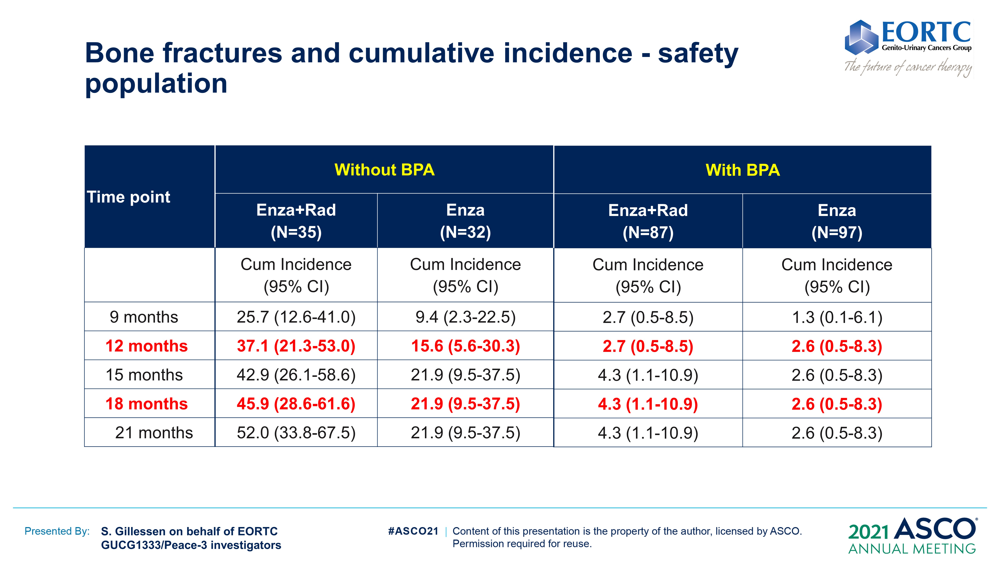 EORTC
Genito-Urinary Cancers Group
The future of cancer therapy
Bone fractures and cumulative incidence - safety
population
Time point
Without BPA
With BPA
Enza+Rad
(N=35)
Enza
(N=32)
Enza+Rad
(N=87)
Enza
(N=97)
Cum Incidence
(95% CI)
Cum Incidence
(95% CI)
Cum Incidence
(95% CI)
Cum Incidence
(95% CI)
9 months 25.7 (12.6-41.0) 9.4 (2.3-22.5) 2.7 (0.5-8.5) 1.3 (0.1-6.1)
12 months 37.1 (21.3-53.0) 15.6 (5.6-30.3) 2.7 (0.5-8.5) 2.6 (0.5-8.3)
15 months 42.9 (26.1-58.6) 21.9 (9.5-37.5) 4.3 (1.1-10.9) 2.6 (0.5-8.3)
18 months 45.9 (28.6-61.6) 21.9 (9.5-37.5) 4.3 (1.1-10.9) 2.6 (0.5-8.3)
21 months 52.0 (33.8-67.5) 21.9 (9.5-37.5) 4.3 (1.1-10.9) 2.6 (0.5-8.3)
Presented By: S. Gillessen on behalf of EORTC
GUCG1333/Peace-3 investigators
#ASCO21 | Content of this presentation is the property of the author, licensed by ASCO.
Permission required for reuse.
2021 ASCO®
ANNUAL MEETING